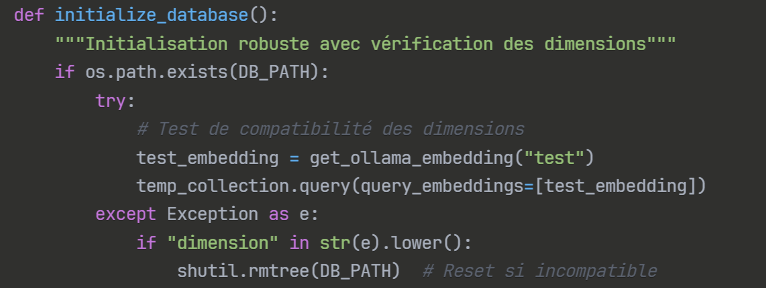 def initialize_database():
    """Initialisation robuste avec vérification des dimensions"""
    if os.path.exists(DB_PATH):
        try:
            # Test de compatibilité des dimensions
            test_embedding = get_ollama_embedding("test")
            temp_collection.query(query_embeddings=[test_embedding])
        except Exception as e:
            if "dimension" in str(e).lower():
                shutil.rmtree(DB_PATH)  # Reset si incompatible